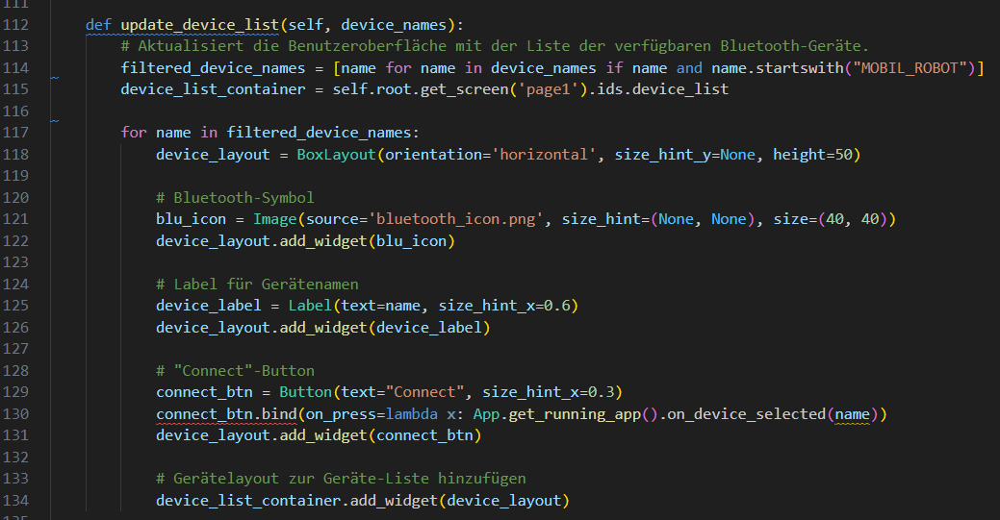 111
112 def update_device_list(self, device_names):
113 # Aktualisiert die Benutzeroberfläche mit der Liste der verfügbaren Bluetooth-Geräte.
114 filtered_device_names = [name for name in device_names if name and name.startswith("MOBIL_ROBOT")]
115 device_list_container = self.root.get_screen('page1').ids.device_list
116
117 for name in filtered_device_names:
118 device_layout = BoxLayout(orientation='horizontal', size_hint_y=None, height=50)
119
120 # Bluetooth-Symbol
121 blu_icon = Image(source='bluetooth_icon.png', size_hint=(None, None), size=(40, 40))
122 device_layout.add_widget(blu_icon)
123
124 # Label für Gerätenamen
125 device_label = Label(text=name, size_hint_x=0.6)
126 device_layout.add_widget(device_label)
127
128 # "Connect"-Button
129 connect_btn = Button(text="Connect", size_hint_x=0.3)
130 connect_btn.bind(on_press=lambda x: App.get_running_app().on_device_selected(name))
131 device_layout.add_widget(connect_btn)
132
133 # Gerätelayout zur Geräte-Liste hinzufügen
134 device_list_container.add_widget(device_layout)
135